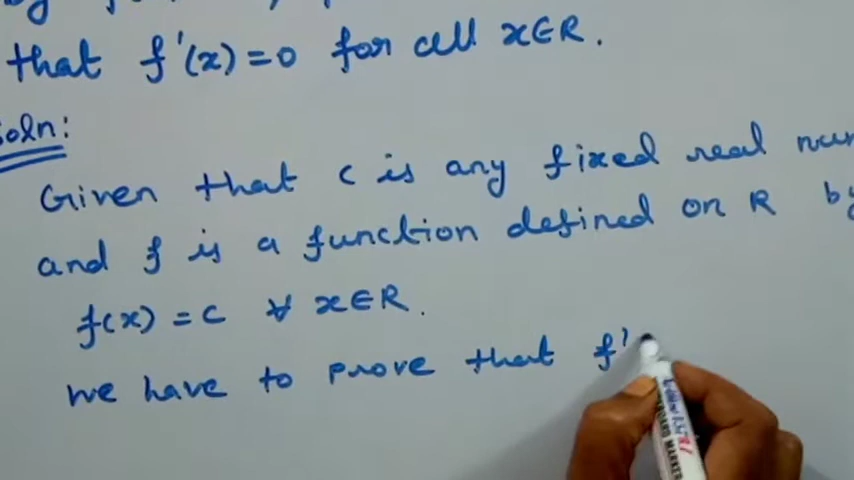 that f'(x) = 0 for all x∈R.
Soln:
Given that c is any fixed real
and f is a function defined on R by
f(x) = c ∀ x∈R.
we have to prove that f'